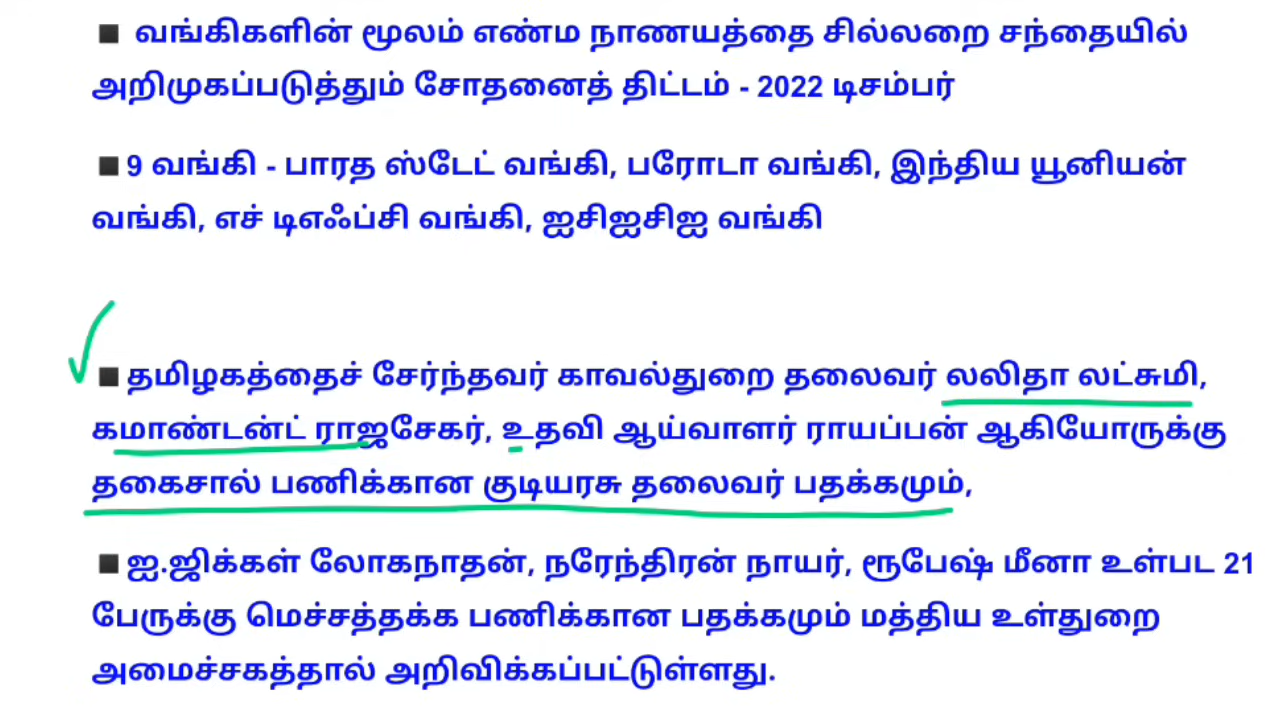 ▪ வங்கிகளின் மூலம் எண்ம நாணயத்தை சில்லறை சந்தையில்
அறிமுகப்படுத்தும் சோதனைத் திட்டம் - 2022 டிசம்பர்
▪9 வங்கி - பாரத ஸ்டேட் வங்கி, பரோடா வங்கி, இந்திய யூனியன்
வங்கி, எச் டிஎஃப்சி வங்கி, ஐசிஐசிஐ வங்கி
▪தமிழகத்தைச் சேர்ந்தவர் காவல்துறை தலைவர் லலிதா லட்சுமி,
கமாண்டன்ட் ராஜசேகர், உதவி ஆய்வாளர் ராயப்பன் ஆகியோருக்கு
தகைசால் பணிக்கான குடியரசு தலைவர் பதக்கமும்,
▪ஐ.ஜிக்கள் லோகநாதன், நரேந்திரன் நாயர், ரூபேஷ் மீனா உள்பட 21
பேருக்கு மெச்சத்தக்க பணிக்கான பதக்கமும் மத்திய உள்துறை
அமைச்சகத்தால் அறிவிக்கப்பட்டுள்ளது.